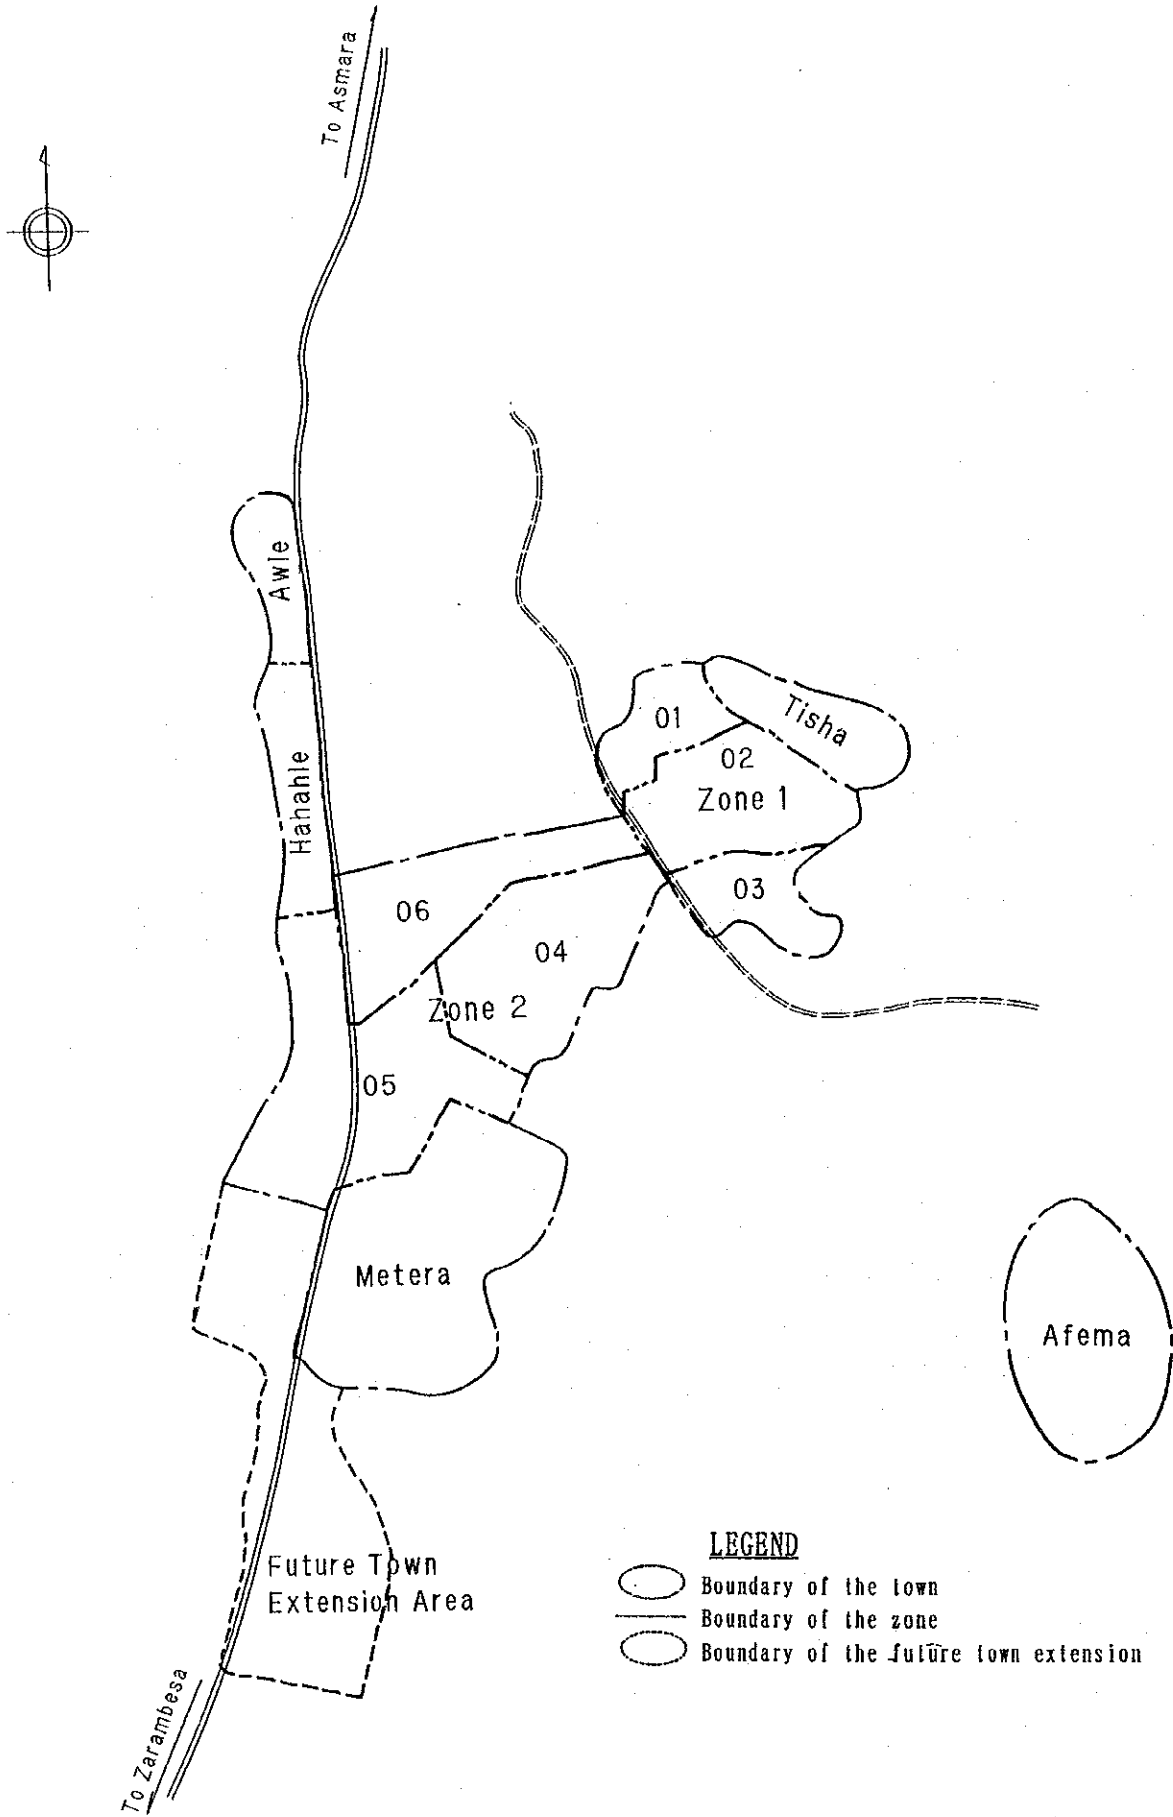 To Asmara
Awle
Hahahle
01
Tisha
02
Zone 1
03
06
04
Zone 2
05
Metera
Afema
Future Town
Extension Area
To Zarambesa
LEGEND
Boundary of the town
Boundary of the zone
Boundary of the future town extension